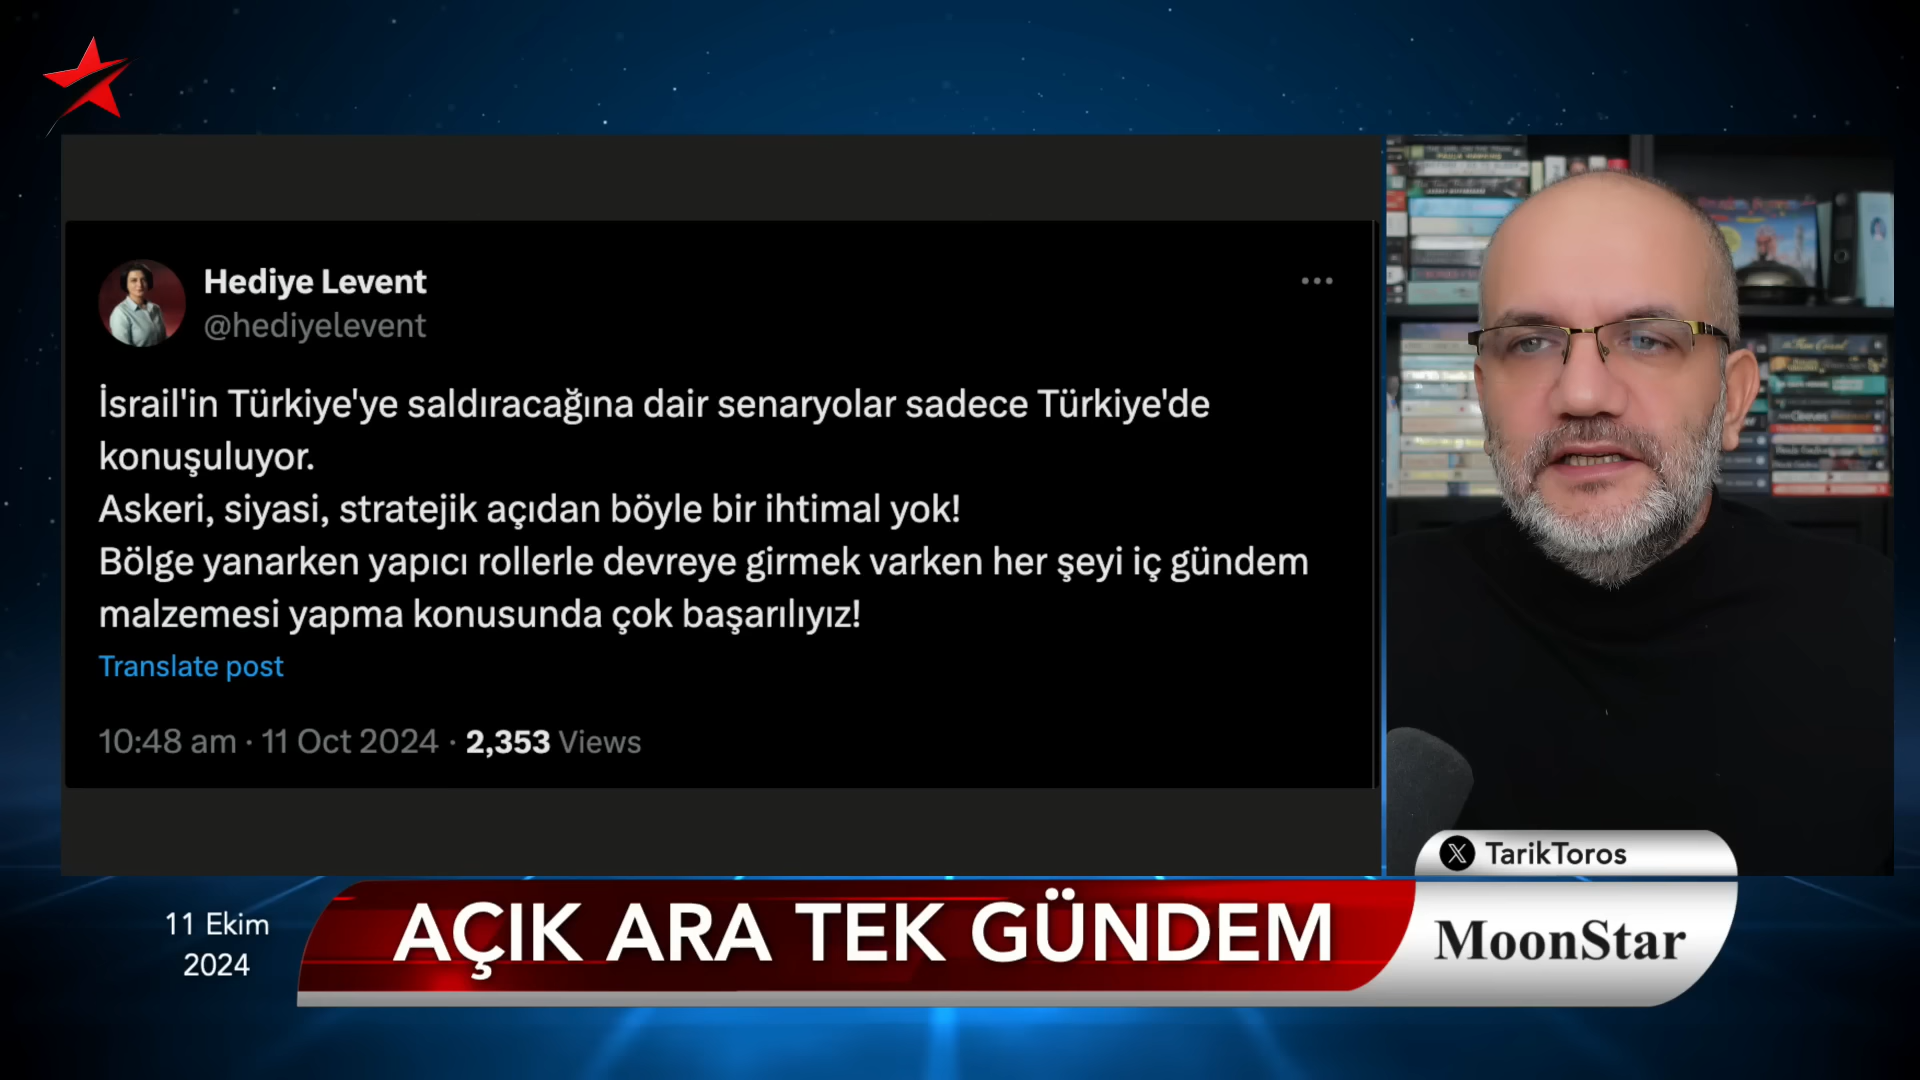 Hediye Levent
@hediyelevent
İsrail'in Türkiye'ye saldıracağına dair senaryolar sadece Türkiye'de
konuşuluyor.
Askeri, siyasi, stratejik açıdan böyle bir ihtimal yok!
Bölge yanarken yapıcı rollerle devreye girmek varken her şeyi iç gündem
malzemesi yapma konusunda çok başarılıyız!
Translate post
10:48 am · 11 Oct 2024 · 2,353 Views
TarikToros
11 Ekim
2024
AÇIK ARA TEK GÜNDEM
MoonStar